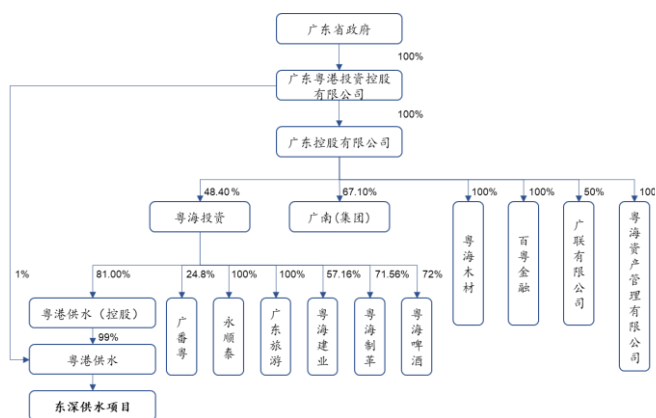 广东省政府
100%
广东粤港投资控股
有限公司
100%
广东控股有限公司
48.40%
67.10%
100%
100%
50%
100%
粤海投资
广南(集团)
粤海木材
百粤金融
广联有限公司
粤海资产管理有限公司
1%
81.00%
24.8%
100%
100%
57.16%
71.56%
72%
粤港供水（控股）
广番粤
永顺泰
广东旅游
粤海建业
粤海制革
粤海啤酒
99%
粤港供水
东深供水项目